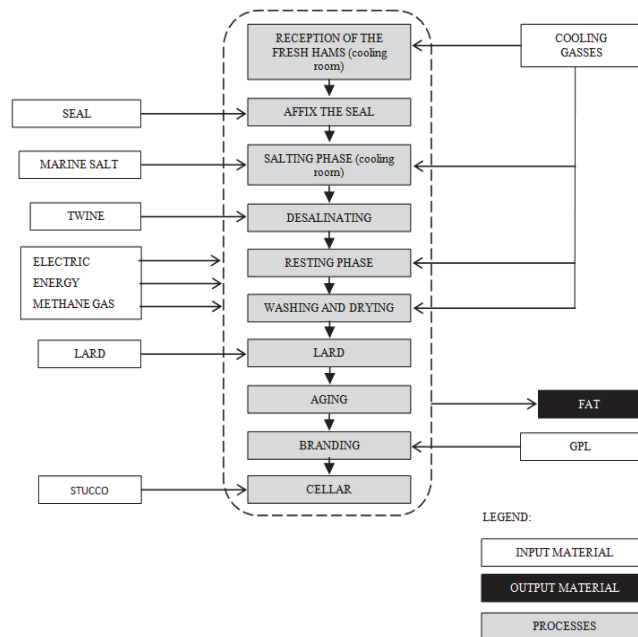 RECEPTION OF THE
FRESH HAMS (cooling
room)
COOLING
GASSES
SEAL
AFFIX THE SEAL
MARINE SALT
SALTING PHASE (cooling
room)
TWINE
DESALINATING
ELECTRIC
ENERGY
METHANE GAS
RESTING PHASE
WASHING AND DRYING
LARD
LARD
AGING
FAT
BRANDING
GPL
STUCCO
CELLAR
LEGEND:
INPUT MATERIAL
OUTPUT MATERIAL
PROCESSES